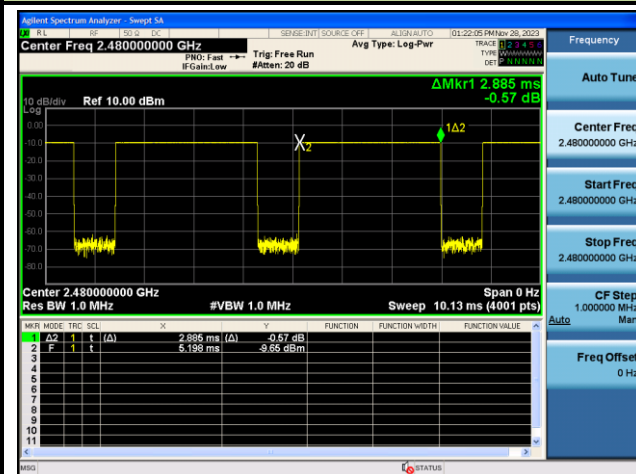 Agilent Spectrum Analyzer - Swept SA
RL RF 50 Ω DC SENSE:INT SOURCE OFF ALIGN AUTO 01:22:05 PM Nov 28, 2023
Center Freq 2.480000000 GHz
PNO: Fast
IFGain:Low
Trig: Free Run
#Atten: 20 dB
Avg Type: Log-Pwr
TRACE 1 2 3 4 5 6
TYPE WWWWWW
DET P N N N N N
ΔMkr1 2.885 ms
-0.57 dB
10 dB/div Ref 10.00 dBm
Log
0.00
-10.0
-20.0
-30.0
-40.0
-50.0
-60.0
-70.0
-80.0
X2
1Δ2
Center 2.480000000 GHz Span 0 Hz
Res BW 1.0 MHz #VBW 1.0 MHz Sweep 10.13 ms (4001 pts)
MKR MODE TRC SCL X Y FUNCTION FUNCTION WIDTH FUNCTION VALUE
1 Δ2 1 t (Δ) 2.885 ms (Δ) -0.57 dB
2 F 1 t 5.198 ms -9.65 dBm
3
4
5
6
7
8
9
10
11
MSG STATUS
Frequency
Auto Tune
Center Freq
2.480000000 GHz
Start Freq
2.480000000 GHz
Stop Freq
2.480000000 GHz
CF Step
1.000000 MHz
Auto Man
Freq Offset
0 Hz